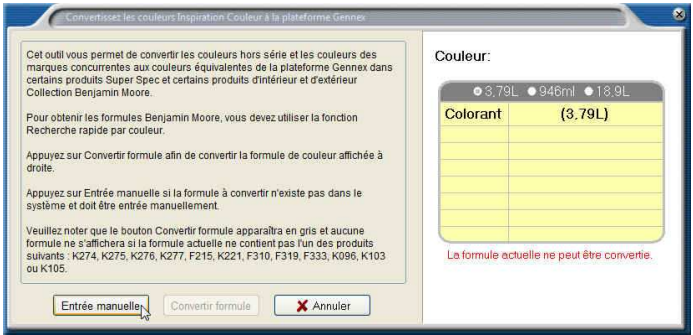 Convertissez les couleurs Inspiration Couleur à la plateforme Gennex
Cet outil vous permet de convertir les couleurs hors série et les couleurs des
marques concurrentes aux couleurs équivalentes de la plateforme Gennex dans
certains produits Super Spec et certains produits d'intérieur et d'extérieur
Collection Benjamin Moore.
Pour obtenir les formules Benjamin Moore, vous devez utiliser la fonction
Recherche rapide par couleur.
Appuyez sur Convertir formule afin de convertir la formule de couleur affichée à
droite.
Appuyez sur Entrée manuelle si la formule à convertir n'existe pas dans le
système et doit être entrée manuellement.
Veuillez noter que le bouton Convertir formule apparaîtra en gris et aucune
formule ne s'affichera si la formule actuelle ne contient pas l'un des produits
suivants : K274, K275, K276, K277, F215, K221, F310, F319, F333, K096, K103
ou K105.
Entrée manuelle Convertir formule Annuler
Couleur:
3,79L 946ml 18,9L
Colorant (3,79L)
La formule actuelle ne peut être convertie.